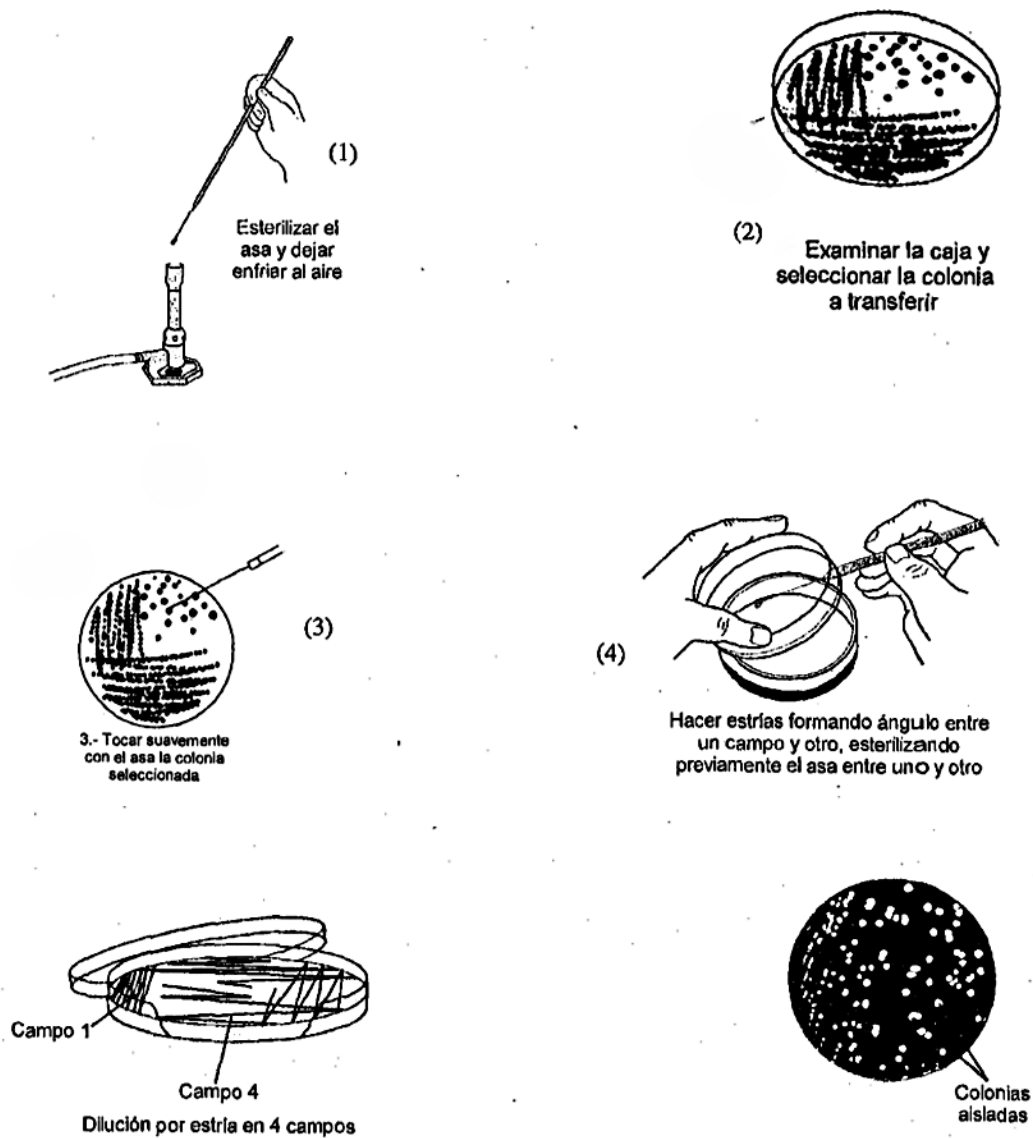 (1)
Esterilizar el
asa y dejar
enfriar al aire
(2)
Examinar la caja y
seleccionar la colonia
a transferir
(3)
3.- Tocar suavemente
con el asa la colonia
seleccionada
(4)
Hacer estrías formando ángulo entre
un campo y otro, esterilizando
previamente el asa entre uno y otro
Campo 1
Campo 4
Dilución por estría en 4 campos
Colonias
aisladas